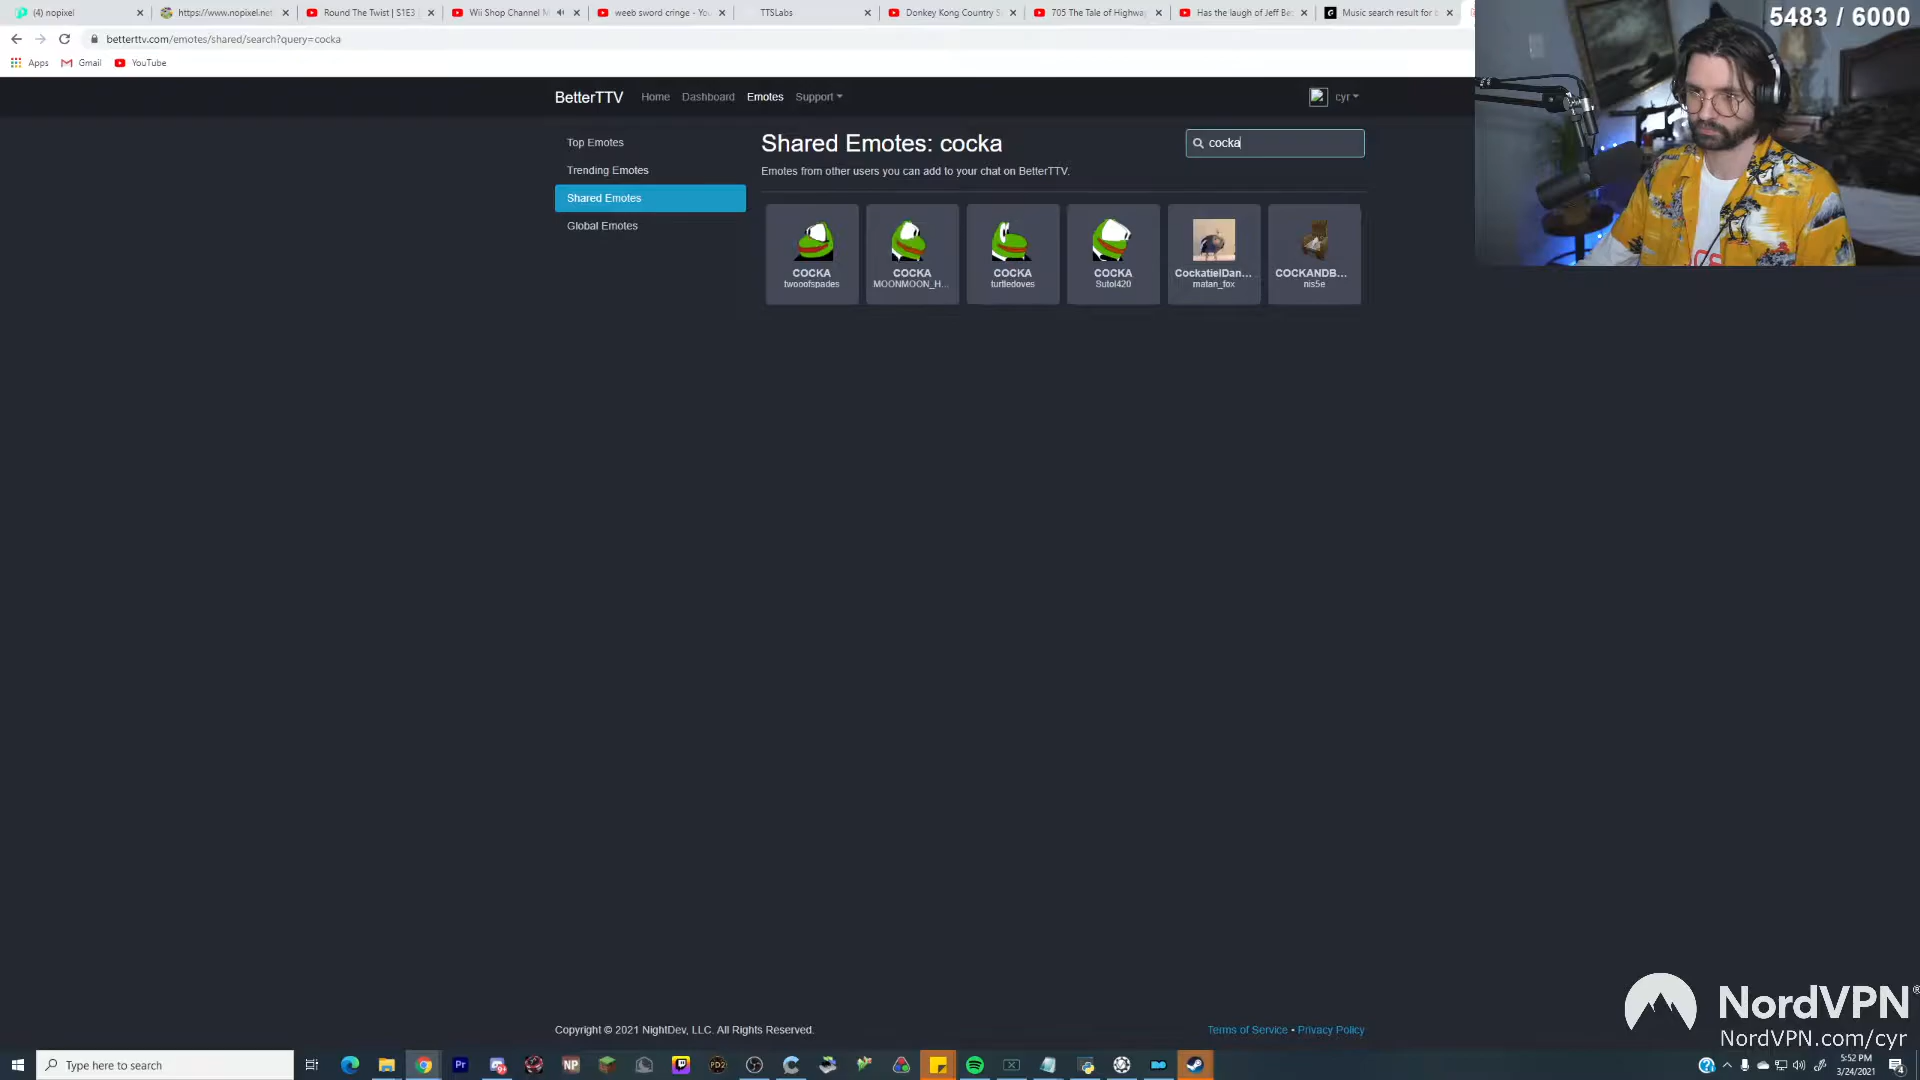 (4) nopixel
https://www.nopixel.net
Round The Twist | S1E3
Wii Shop Channel M
weeb sword cringe - You
TTSLabs
Donkey Kong Country S
705 The Tale of Highway
Has the laugh of Jeff Be
Music search result for
5483 / 6000
betterttv.com/emotes/shared/search?query=cocka
Apps
Gmail
YouTube
BetterTTV
Home
Dashboard
Emotes
Support
cyr
Top Emotes
Trending Emotes
Shared Emotes
Global Emotes
Shared Emotes: cocka
cocka
Emotes from other users you can add to your chat on BetterTTV.
COCKA
twooofspades
COCKA
MOONMOON_H...
COCKA
turtledoves
COCKA
Sutol420
CockatielDan...
matan_fox
COCKANDB...
nis5e
NordVPN®
NordVPN.com/cyr
Copyright © 2021 NightDev, LLC. All Rights Reserved.
Terms of Service • Privacy Policy
Type here to search
Pr
NP
PD2
5:52 PM
3/24/2021
4